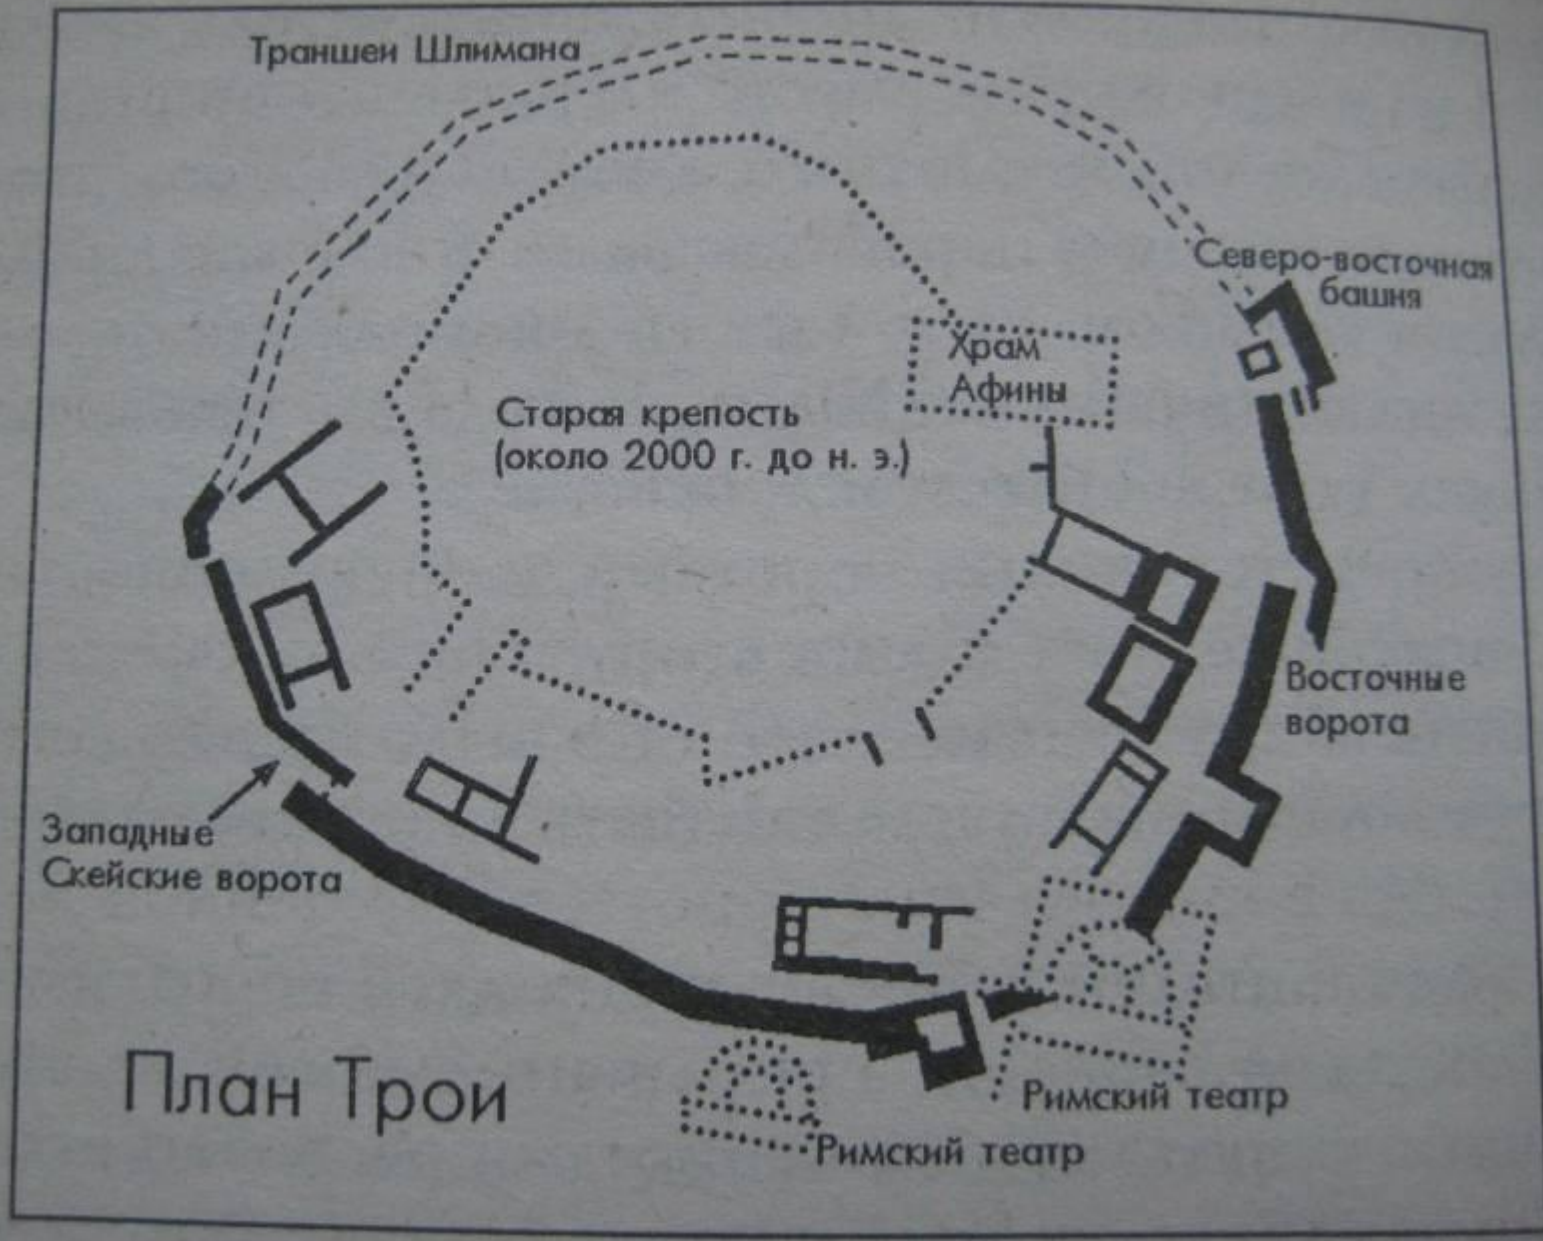 Траншеи Шлимана
Северо-восточная
башня
Храм
Афины
Старая крепость
(около 2000 г. до н. э.)
Восточные
ворота
Западные
Скейские ворота
План Трои
Римский театр
Римский театр